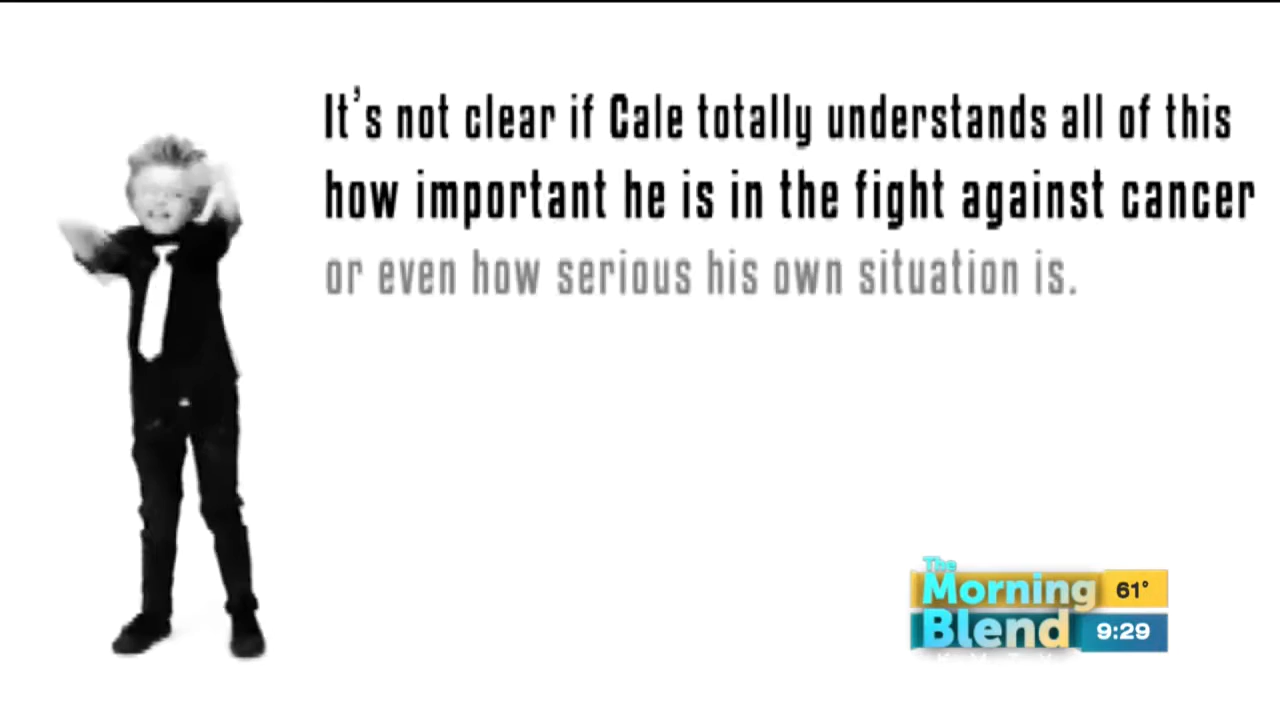 It's not clear if Cale totally understands all of this
how important he is in the fight against cancer
or even how serious his own situation is.
The
Morning
61°
Blend
9:29